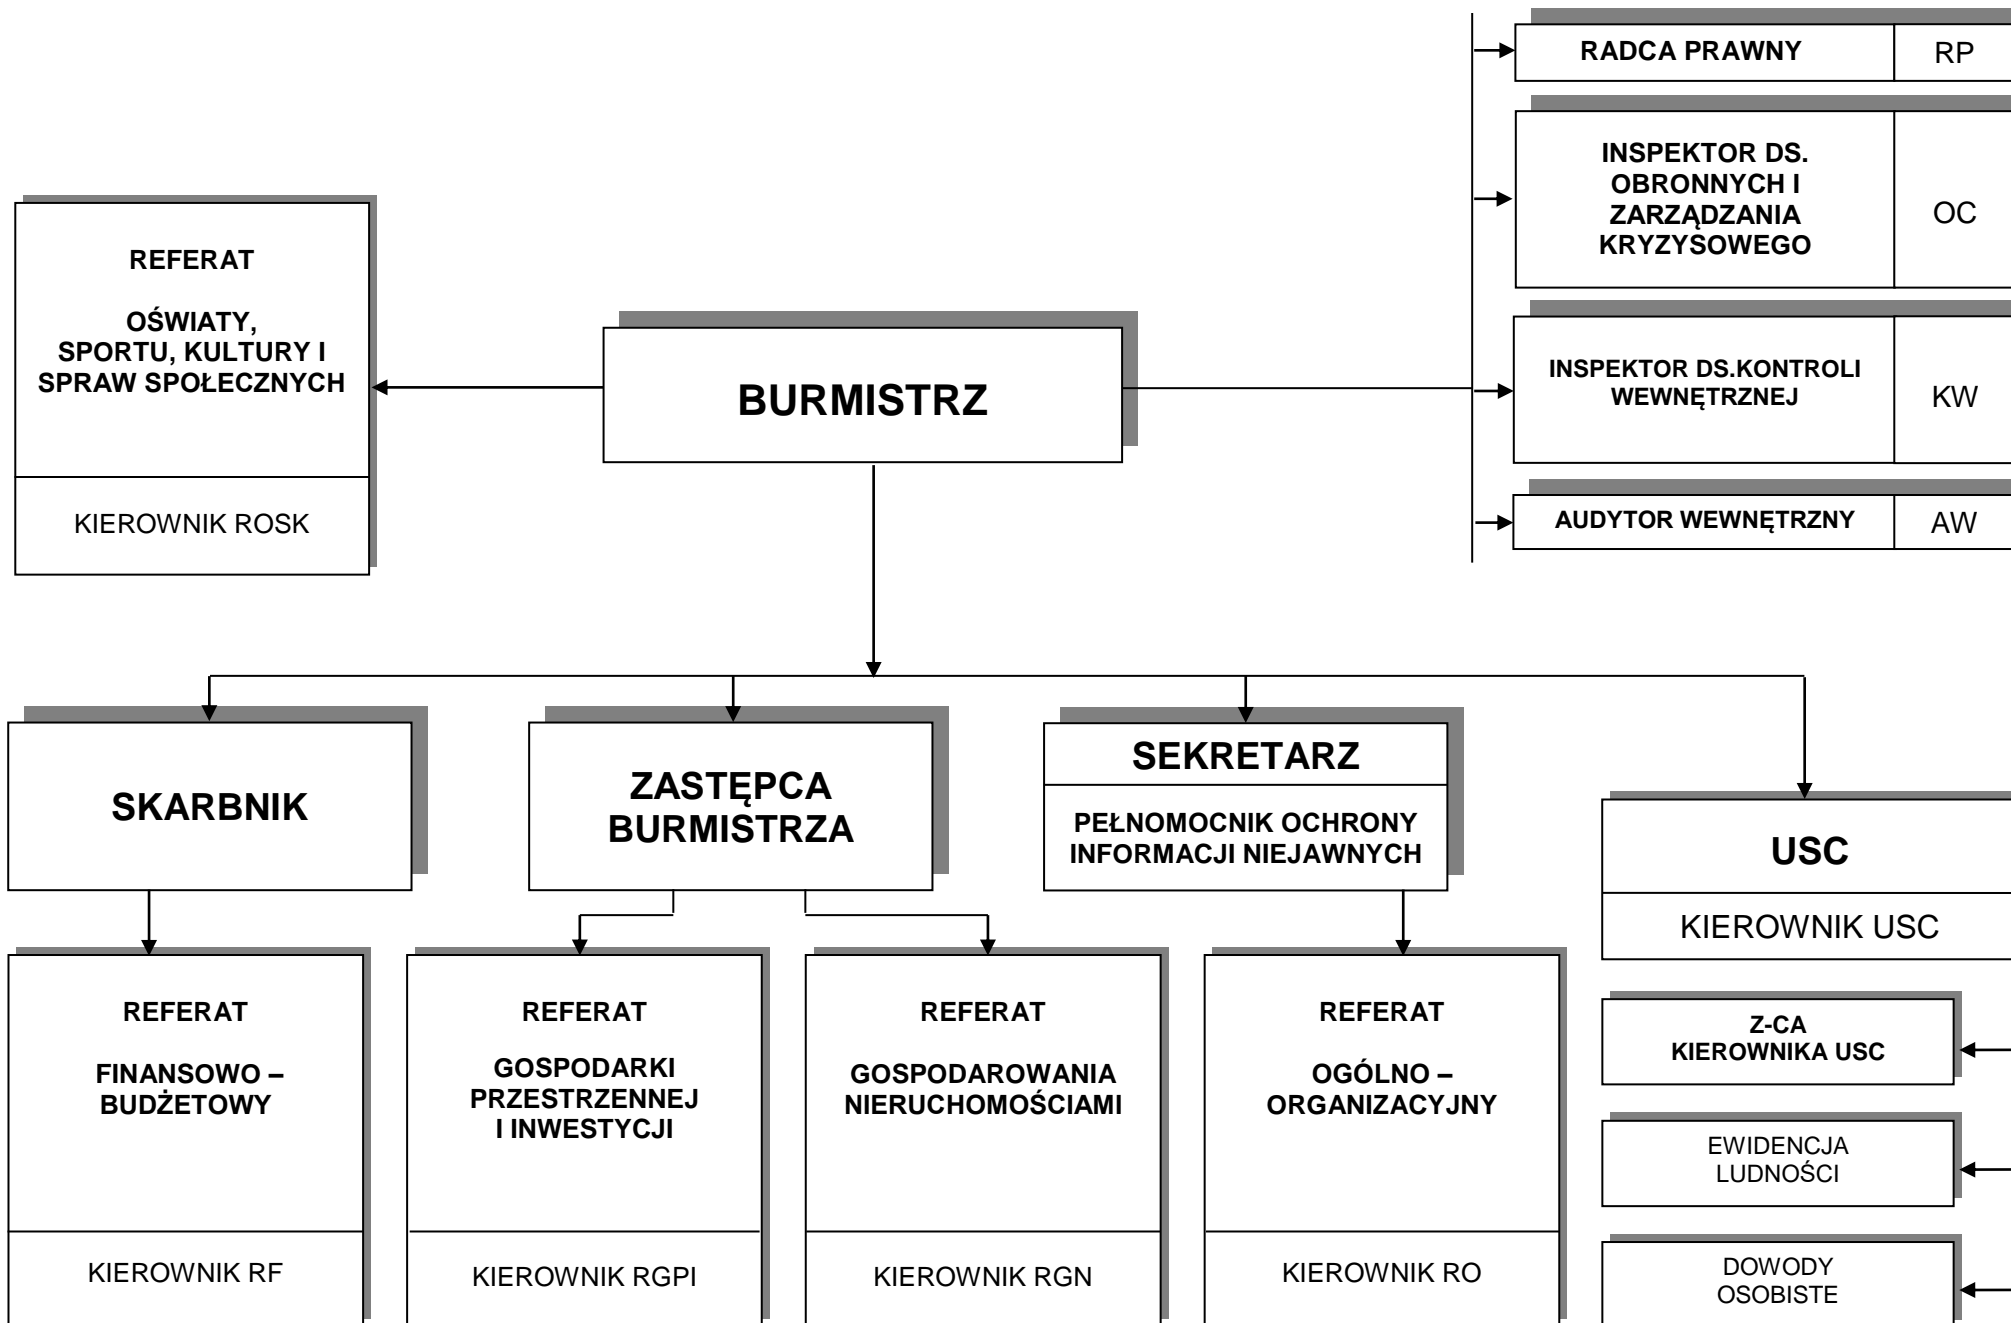 RADCA PRAWNY
RP
INSPEKTOR DS.
OBRONNYCH I
ZARZĄDZANIA
KRYZYSOWEGO
OC
INSPEKTOR DS.KONTROLI
WEWNĘTRZNEJ
KW
AUDYTOR WEWNĘTRZNY
AW
REFERAT
OŚWIATY,
SPORTU, KULTURY I
SPRAW SPOŁECZNYCH
KIEROWNIK ROSK
BURMISTRZ
SKARBNIK
ZASTĘPCA
BURMISTRZA
SEKRETARZ
PEŁNOMOCNIK OCHRONY
INFORMACJI NIEJAWNYCH
USC
KIEROWNIK USC
REFERAT
FINANSOWO –
BUDŻETOWY
KIEROWNIK RF
REFERAT
GOSPODARKI
PRZESTRZENNEJ
I INWESTYCJI
KIEROWNIK RGPI
REFERAT
GOSPODAROWANIA
NIERUCHOMOŚCIAMI
KIEROWNIK RGN
REFERAT
OGÓLNO –
ORGANIZACYJNY
KIEROWNIK RO
Z-CA
KIEROWNIKA USC
EWIDENCJA
LUDNOŚCI
DOWODY
OSOBISTE